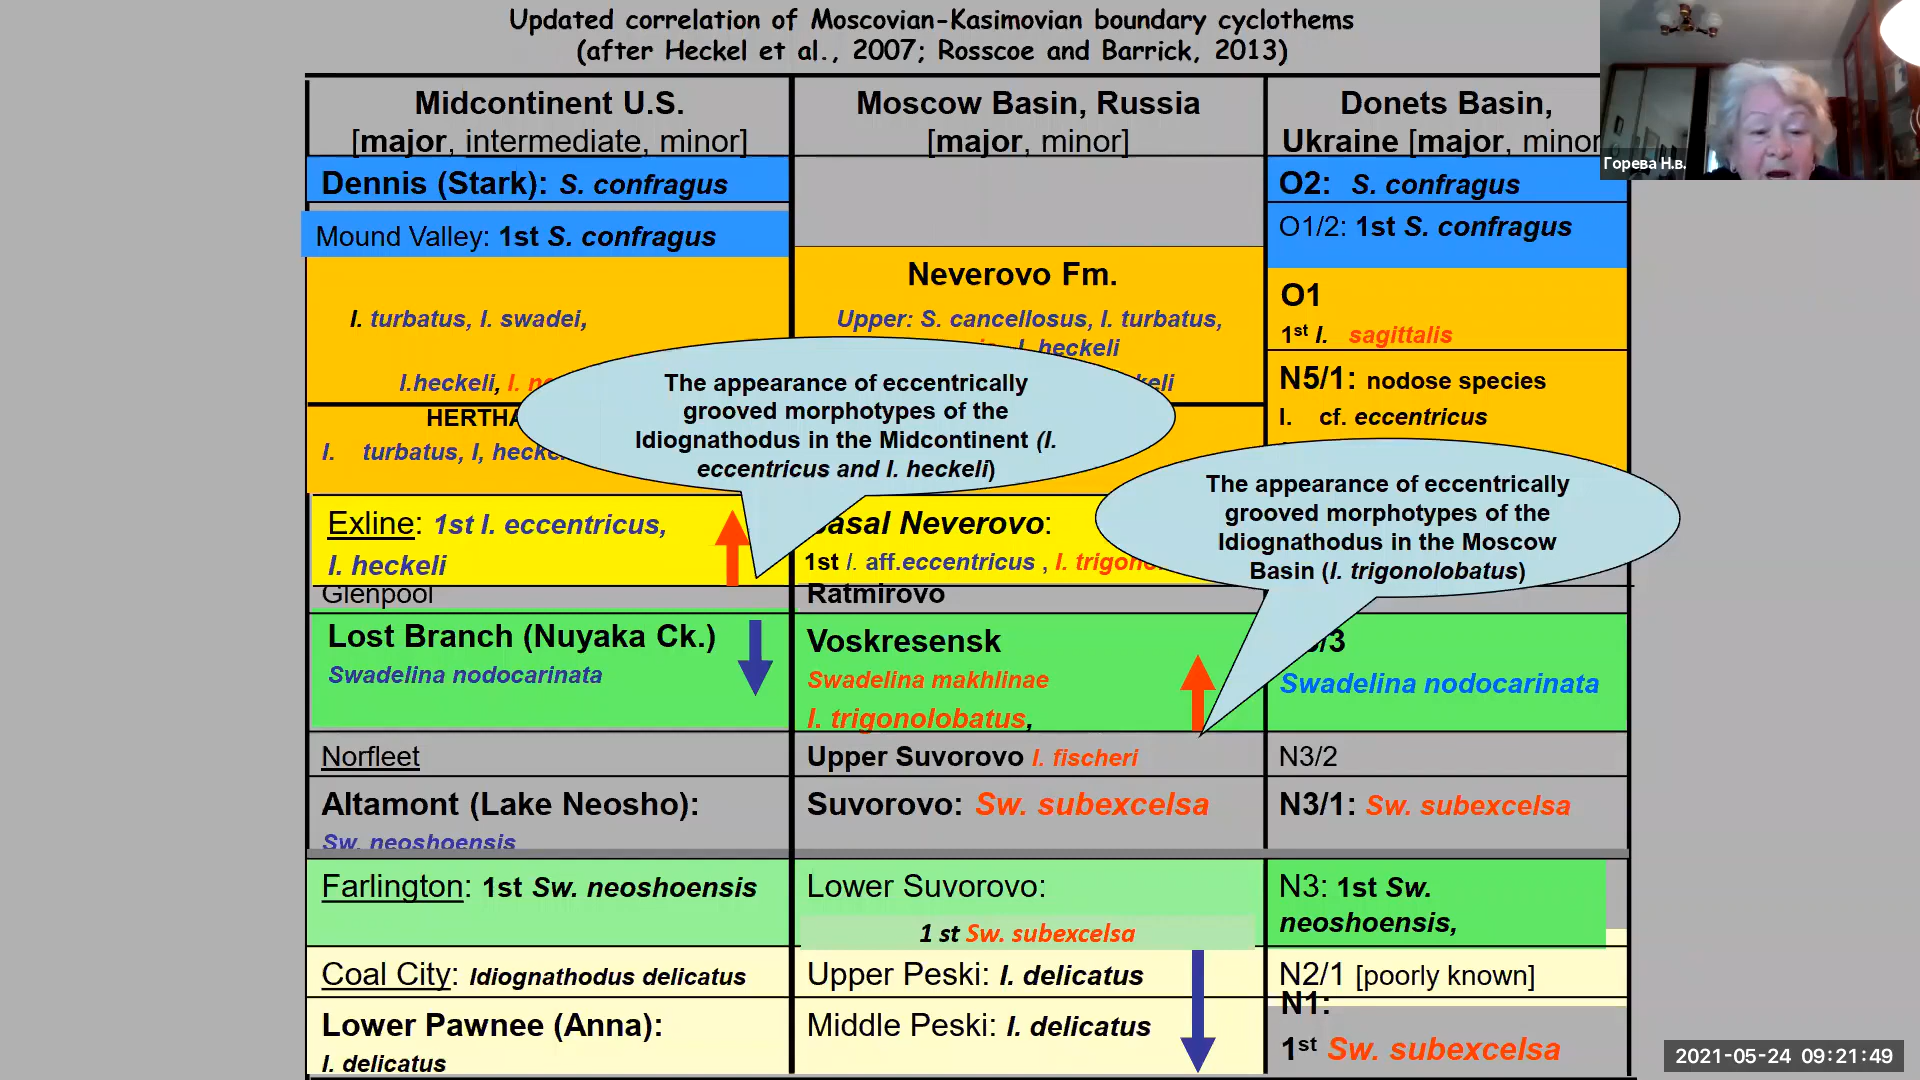 Updated correlation of Moscovian-Kasimovian boundary cyclothems
(after Heckel et al., 2007; Rosscoe and Barrick, 2013)
Midcontinent U.S.
[major, intermediate, minor]
Moscow Basin, Russia
[major, minor]
Donets Basin,
Ukraine [major, minor
Горева Н.в.
Dennis (Stark): S. confragus
O2: S. confragus
Mound Valley: 1st S. confragus
O1/2: 1st S. confragus
Neverovo Fm.
O1
I. turbatus, I. swadei,
Upper: S. cancellosus, I. turbatus,
1st I. sagittalis
I. heckeli
I.heckeli, I.
N5/1: nodose species
HERTHA
I. cf. eccentricus
I. turbatus, I,
The appearance of eccentrically
grooved morphotypes of the
Idiognathodus in the Midcontinent (I.
eccentricus and I. heckeli)
The appearance of eccentrically
grooved morphotypes of the
Idiognathodus in the Moscow
Basin (I. trigonolobatus)
Exline: 1st I. eccentricus,
I. heckeli
Basal Neverovo:
1st I. aff.eccentricus , I.
Glenpool
Ratmirovo
Lost Branch (Nuyaka Ck.)
Swadelina nodocarinata
Voskresensk
Swadelina makhlinae
I. trigonolobatus,
/3
Swadelina nodocarinata
Norfleet
Upper Suvorovo I. fischeri
N3/2
Altamont (Lake Neosho):
Sw. neoshoensis
Suvorovo: Sw. subexcelsa
N3/1: Sw. subexcelsa
Farlington: 1st Sw. neoshoensis
Lower Suvorovo:
1 st Sw. subexcelsa
N3: 1st Sw.
neoshoensis,
Coal City: Idiognathodus delicatus
Upper Peski: I. delicatus
N2/1 [poorly known]
Lower Pawnee (Anna):
I. delicatus
Middle Peski: I. delicatus
N1:
1st Sw. subexcelsa
2021-05-24 09:21:49